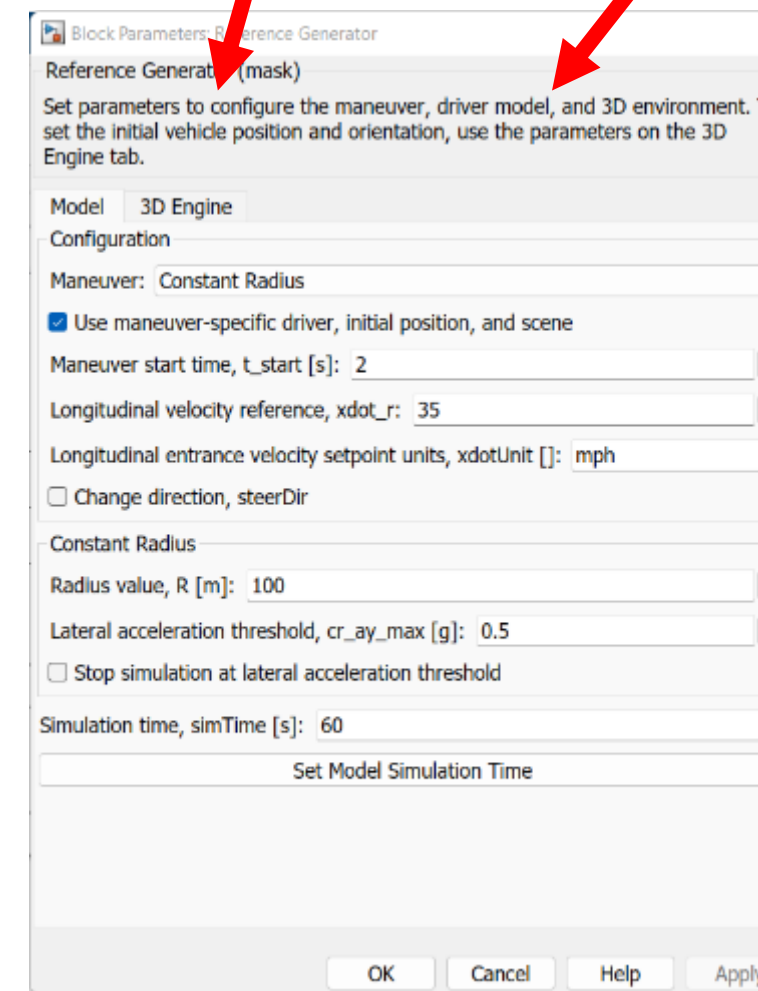 Block Parameters: Reference Generator
Reference Generator (mask)
Set parameters to configure the maneuver, driver model, and 3D environment.
set the initial vehicle position and orientation, use the parameters on the 3D
Engine tab.
Model 3D Engine
Configuration
Maneuver: Constant Radius
Use maneuver-specific driver, initial position, and scene
Maneuver start time, t_start [s]: 2
Longitudinal velocity reference, xdot_r: 35
Longitudinal entrance velocity setpoint units, xdotUnit []: mph
Change direction, steerDir
Constant Radius
Radius value, R [m]: 100
Lateral acceleration threshold, cr_ay_max [g]: 0.5
Stop simulation at lateral acceleration threshold
Simulation time, simTime [s]: 60
Set Model Simulation Time
OK Cancel Help Apply